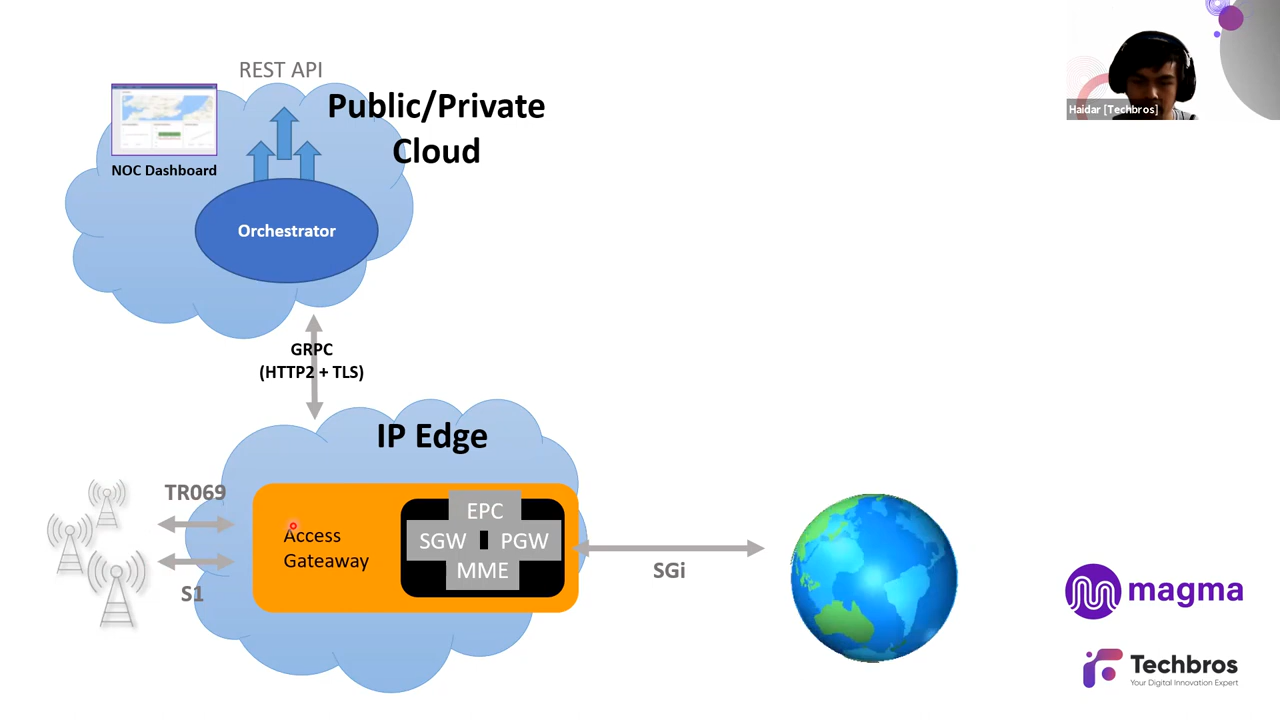 REST API
Public/Private
Cloud
NOC Dashboard
Orchestrator
GRPC
(HTTP2 + TLS)
IP Edge
TR069
S1
Access
Gateaway
EPC
SGW
PGW
MME
SGi
Haidar [Techbros]
magma
Techbros
Your Digital Innovation Expert